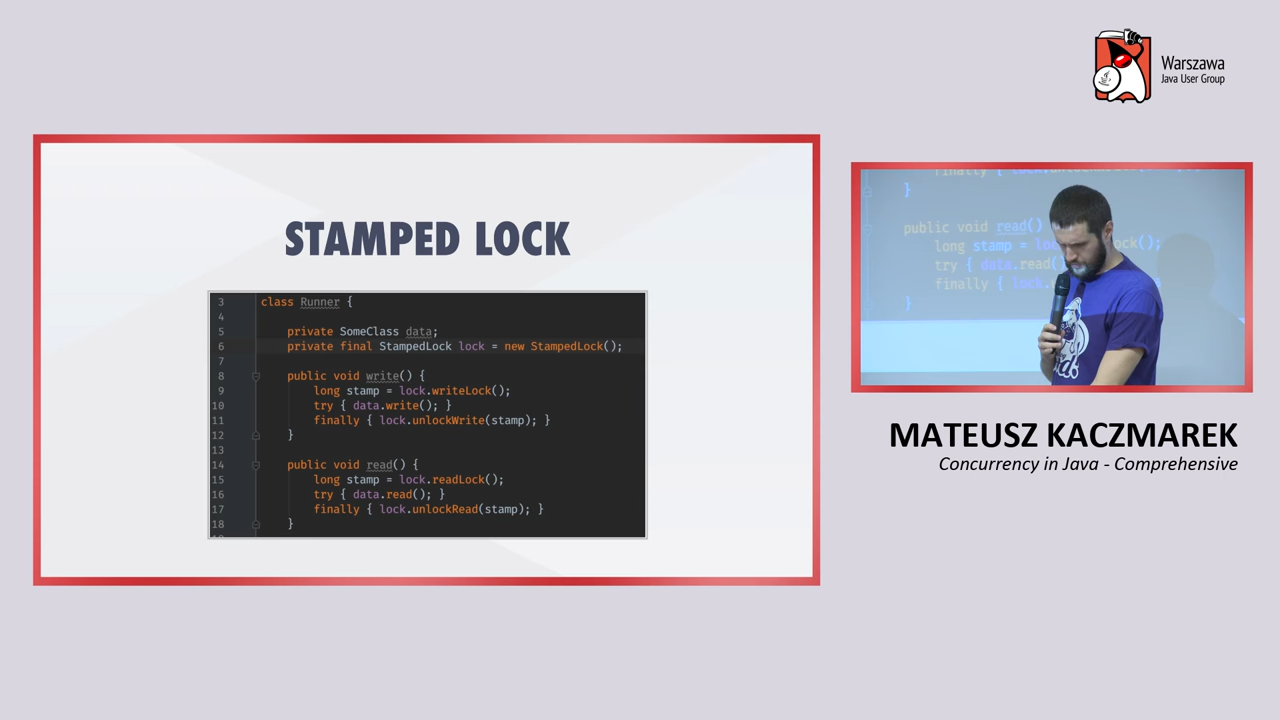 Warszawa
Java User Group
STAMPED LOCK
3 class Runner {
4
5 private SomeClass data;
6 private final StampedLock lock = new StampedLock();
7
8 public void write() {
9 long stamp = lock.writeLock();
10 try { data.write(); }
11 finally { lock.unlockWrite(stamp); }
12 }
13
14 public void read() {
15 long stamp = lock.readLock();
16 try { data.read(); }
17 finally { lock.unlockRead(stamp); }
18 }
}
public void read()
long stamp = loc ock();
try { data.read()
finally { lock.
}
MATEUSZ KACZMAREK
Concurrency in Java - Comprehensive